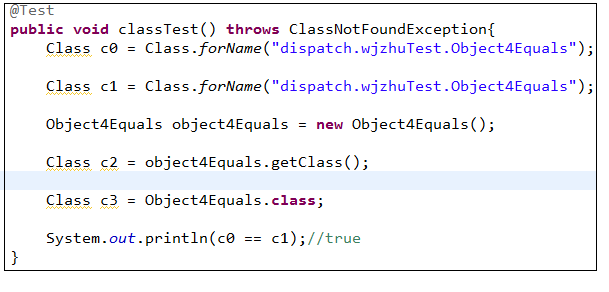 @Test
public void classTest() throws ClassNotFoundException{
Class c0 = Class.forName("dispatch.wjzhuTest.Object4Equals");
Class c1 = Class.forName("dispatch.wjzhuTest.Object4Equals");
Object4Equals object4Equals = new Object4Equals();
Class c2 = object4Equals.getClass();
Class c3 = Object4Equals.class;
System.out.println(c0 == c1);//true
}